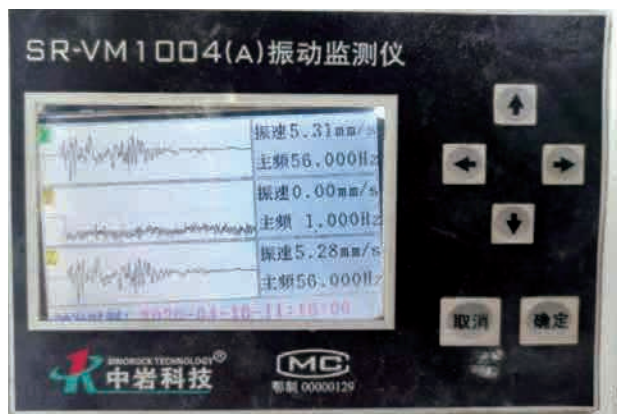 SR-VM1004(A)振动监测仪
振速5.31mm/s
主频56.000Hz
振速0.00mm/s
主频 1.000Hz
振速5.28mm/s
主频56.000Hz
取消
确定
SINOROCK TECHNOLOGY®
中岩科技
MC
鄂制 00000129